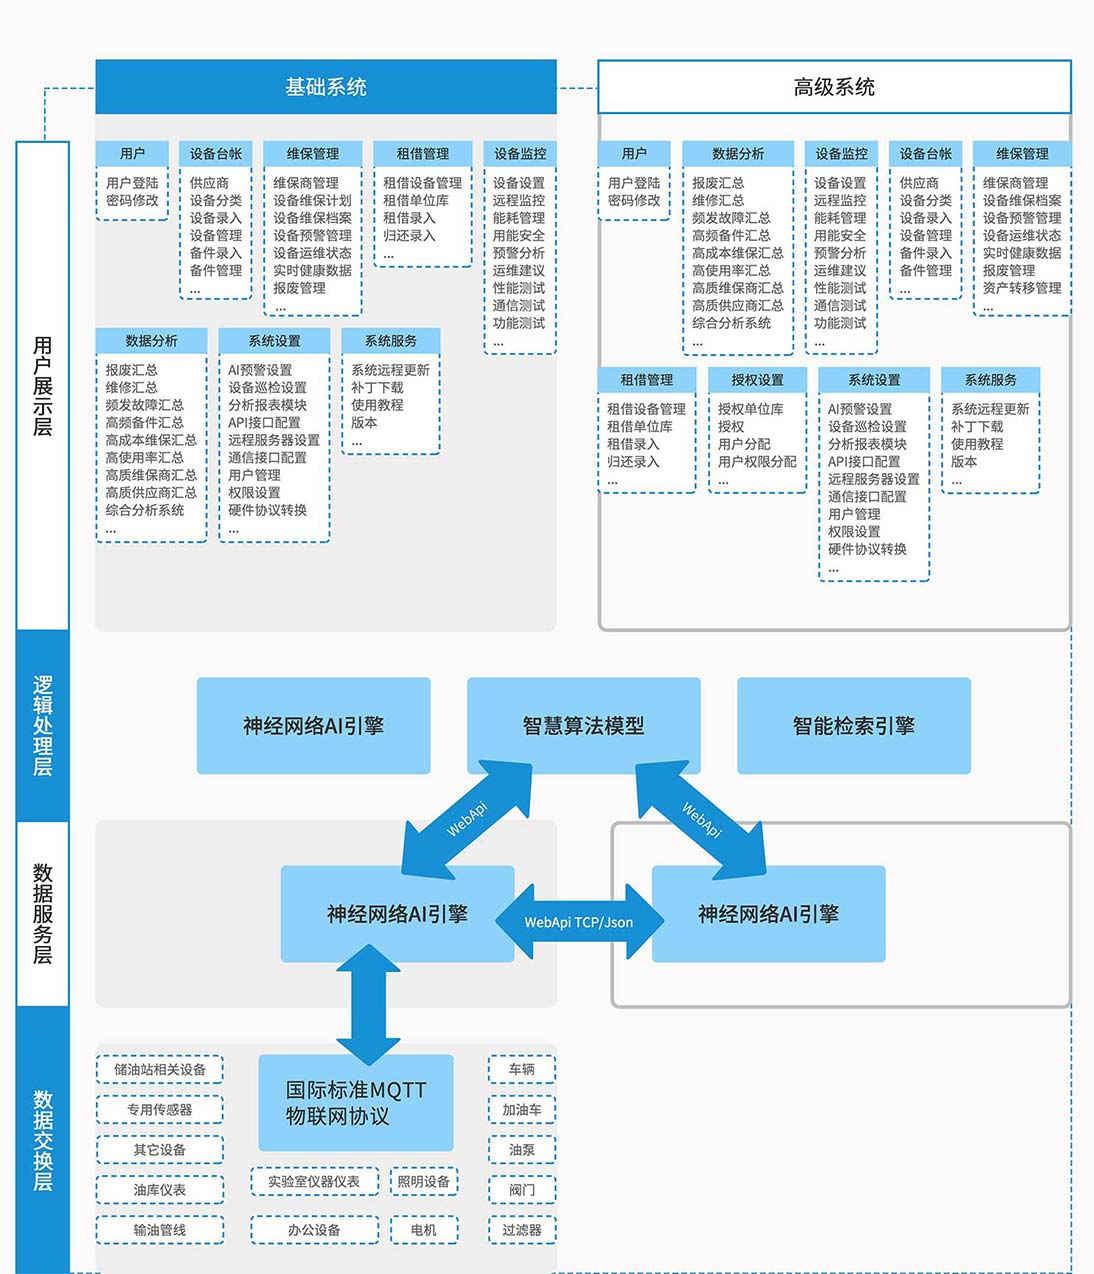 基础系统
高级系统
用户展示层
用户
用户登陆
密码修改
设备台帐
供应商
设备分类
设备录入
设备管理
备件录入
备件管理
...
维保管理
维保商管理
设备维保计划
设备维保档案
设备预警管理
设备运维状态
实时健康数据
报废管理
...
租借管理
租借设备管理
租借单位库
租借录入
归还录入
...
设备监控
设备设置
远程监控
能耗管理
用能安全
预警分析
运维建议
性能测试
通信测试
功能测试
...
数据分析
报废汇总
维修汇总
频发故障汇总
高频备件汇总
高成本维保汇总
高使用率汇总
高质维保商汇总
高质供应商汇总
综合分析系统
...
系统设置
AI预警设置
设备巡检设置
分析报表模块
API接口配置
远程服务器设置
通信接口配置
用户管理
权限设置
硬件协议转换
...
系统服务
系统远程更新
补丁下载
使用教程
版本
...
用户
用户登陆
密码修改
数据分析
报废汇总
维修汇总
频发故障汇总
高频备件汇总
高成本维保汇总
高使用率汇总
高质维保商汇总
高质供应商汇总
综合分析系统
...
设备监控
设备设置
远程监控
能耗管理
用能安全
预警分析
运维建议
性能测试
通信测试
功能测试
...
设备台帐
供应商
设备分类
设备录入
设备管理
备件录入
备件管理
...
维保管理
维保商管理
设备维保档案
设备预警管理
设备运维状态
实时健康数据
报废管理
资产转移管理
...
租借管理
租借设备管理
租借单位库
租借录入
归还录入
...
授权设置
授权单位库
授权
用户分配
用户权限分配
...
系统设置
AI预警设置
设备巡检设置
分析报表模块
API接口配置
远程服务器设置
通信接口配置
用户管理
权限设置
硬件协议转换
...
系统服务
系统远程更新
补丁下载
使用教程
版本
...
逻辑处理层
神经网络AI引擎
智慧算法模型
智能检索引擎
WebApi
WebApi
数据服务层
神经网络AI引擎
WebApi TCP/Json
神经网络AI引擎
数据交换层
储油站相关设备
专用传感器
其它设备
油库仪表
输油管线
国际标准MQTT
物联网协议
实验室仪器仪表
照明设备
办公设备
电机
车辆
加油车
油泵
阀门
过滤器